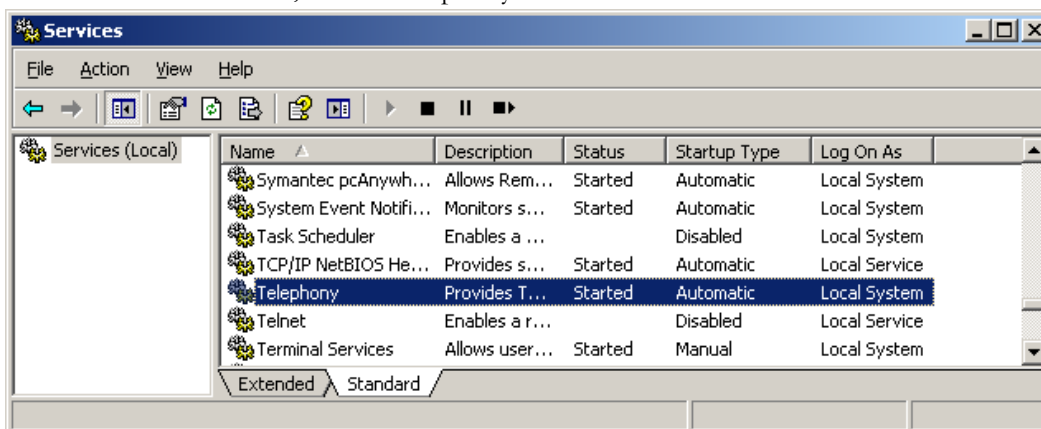 Services
File Action View Help
Services (Local)
Name Description Status Startup Type Log On As
Symantec pcAnywh... Allows Rem... Started Automatic Local System
System Event Notifi... Monitors s... Started Automatic Local System
Task Scheduler Enables a ... Disabled Local System
TCP/IP NetBIOS He... Provides s... Started Automatic Local Service
Telephony Provides T... Started Automatic Local System
Telnet Enables a r... Disabled Local Service
Terminal Services Allows user... Started Manual Local System
Extended Standard